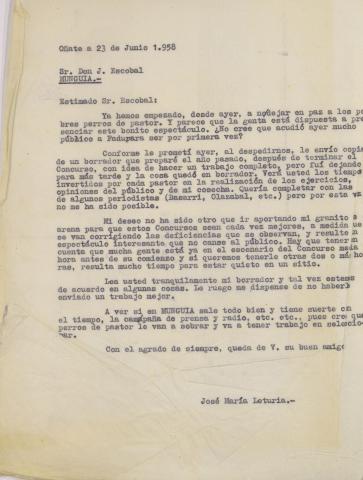 Oñate a 23 de Junio 1.958
Sr. Don J. Escobal
MUNGUIA.-
Estimado Sr. Escobal:
Ya hemos empezado, desde ayer, a no dejar en paz a los po
bres perros de pastor. Y parece que la gente está dispuesta a pre
senciar este bonito espectáculo. ¿No cree que acudió ayer mucho
público a Fadupara ser por primera vez?
Conforme le prometí ayer, al despedirnos, le envío copia
de un borrador que preparé el año pasado, después de terminar el
Concurso, con idea de hacer un trabajo completo, pero fuí dejando
para más tarde y la cosa quedó en borrador. Verá usted los tiempos
invertidos por cada pastor en la realización de los ejercicios,
opiniones del público y de mi cosecha. Quería completar con las
de algunos periodistas (Basarri, Olazabal, etc.) pero por esta va
no me ha sido posible.
Mi deseo no ha sido otro que ir aportando mi granito
arena para que estos Concursos sean cada vez mejores, a medida que
se van corrigiendo las deficiencias que se observan, y resulte
espectáculo interesante que no canse al público. Hay que tener
cuenta que mucha gente está ya en el escenario del Concurso media
hora antes de su comienzo y si queremos tenerle otras dos o más ho
ras, resulta mucho tiempo para estar quieto en un sitio.
Lea usted tranquilamente mi borrador y tal vez estemos
de acuerdo en algunas cosas. Le ruego me dispense de no haberle
enviado un trabajo mejor.
A ver si en MUNGUIA sale todo bien y tiene suerte con
el tiempo, la campaña de prensa y radio, etc. etc., pues creo que
perros de pastor le van a sobrar y va a tener trabajo en seleccio-
nar.
Con el agrado de siempre, queda de V. su buen amigo
José María Leturia.-